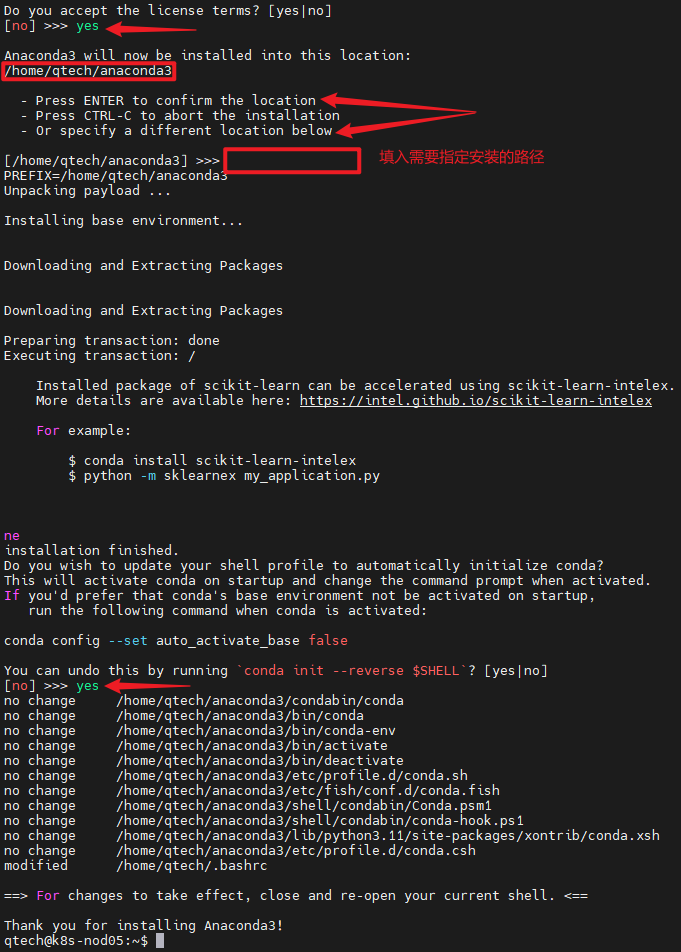 Do you accept the license terms? [yes|no]
[no] >>> yes
Anaconda3 will now be installed into this location:
/home/qtech/anaconda3
- Press ENTER to confirm the location
- Press CTRL-C to abort the installation
- Or specify a different location below
[/home/qtech/anaconda3] >>> 填入需要指定安装的路径
PREFIX=/home/qtech/anaconda3
Unpacking payload ...
Installing base environment...
Downloading and Extracting Packages
Downloading and Extracting Packages
Preparing transaction: done
Executing transaction: /
Installed package of scikit-learn can be accelerated using scikit-learn-intelex.
More details are available here: https://intel.github.io/scikit-learn-intelex
For example:
$ conda install scikit-learn-intelex
$ python -m sklearnex my_application.py
ne
installation finished.
Do you wish to update your shell profile to automatically initialize conda?
This will activate conda on startup and change the command prompt when activated.
If you'd prefer that conda's base environment not be activated on startup,
run the following command when conda is activated:
conda config --set auto_activate_base false
You can undo this by running `conda init --reverse $SHELL`? [yes|no]
[no] >>> yes
no change /home/qtech/anaconda3/condabin/conda
no change /home/qtech/anaconda3/bin/conda
no change /home/qtech/anaconda3/bin/conda-env
no change /home/qtech/anaconda3/bin/activate
no change /home/qtech/anaconda3/bin/deactivate
no change /home/qtech/anaconda3/etc/profile.d/conda.sh
no change /home/qtech/anaconda3/etc/fish/conf.d/conda.fish
no change /home/qtech/anaconda3/shell/condabin/Conda.psm1
no change /home/qtech/anaconda3/shell/condabin/conda-hook.ps1
no change /home/qtech/anaconda3/lib/python3.11/site-packages/xontrib/conda.xsh
no change /home/qtech/anaconda3/etc/profile.d/conda.csh
modified /home/qtech/.bashrc
==> For changes to take effect, close and re-open your current shell. <==
Thank you for installing Anaconda3!
qtech@k8s-nod05:~$